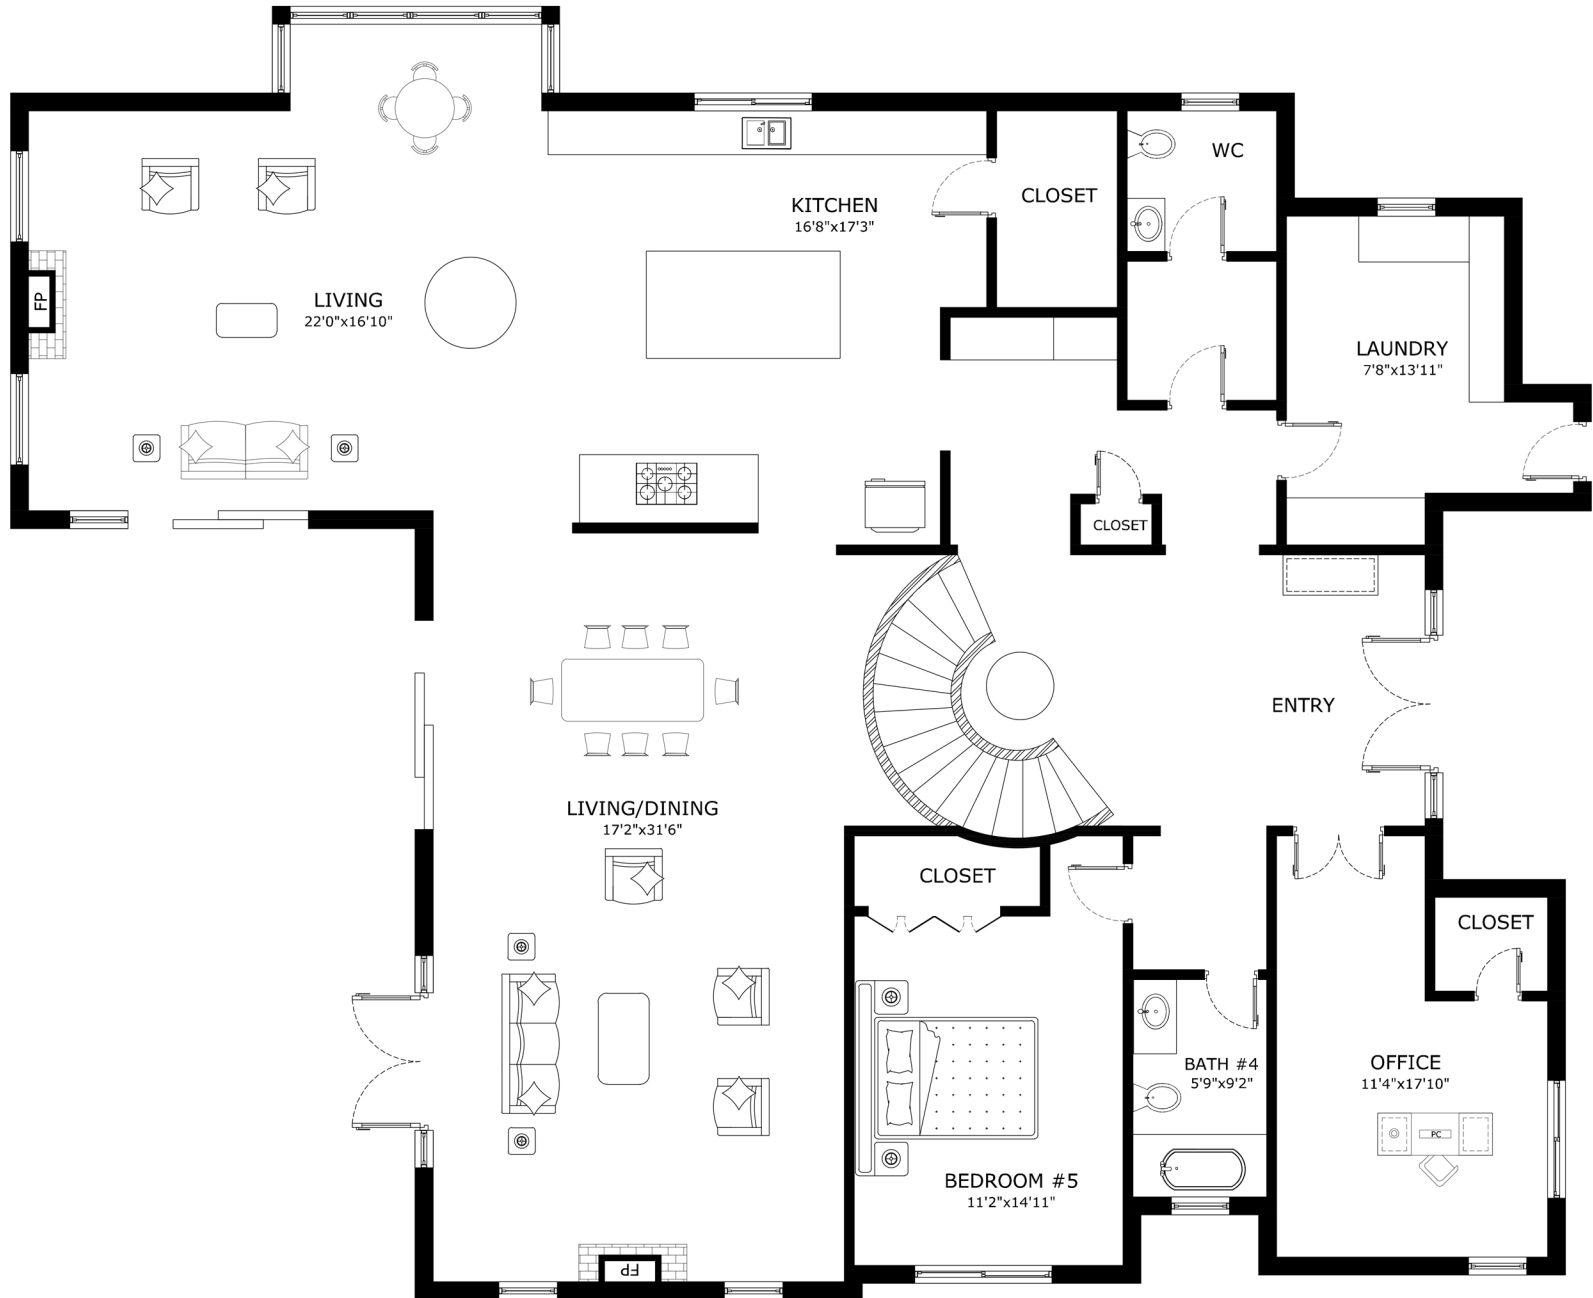 WC
CLOSET
KITCHEN
16'8"x17'3"
FP
LIVING
22'0"x16'10"
LAUNDRY
7'8"x13'11"
CLOSET
ENTRY
LIVING/DINING
17'2"x31'6"
CLOSET
CLOSET
BATH #4
5'9"x9'2"
OFFICE
11'4"x17'10"
PC
BEDROOM #5
11'2"x14'11"
FP